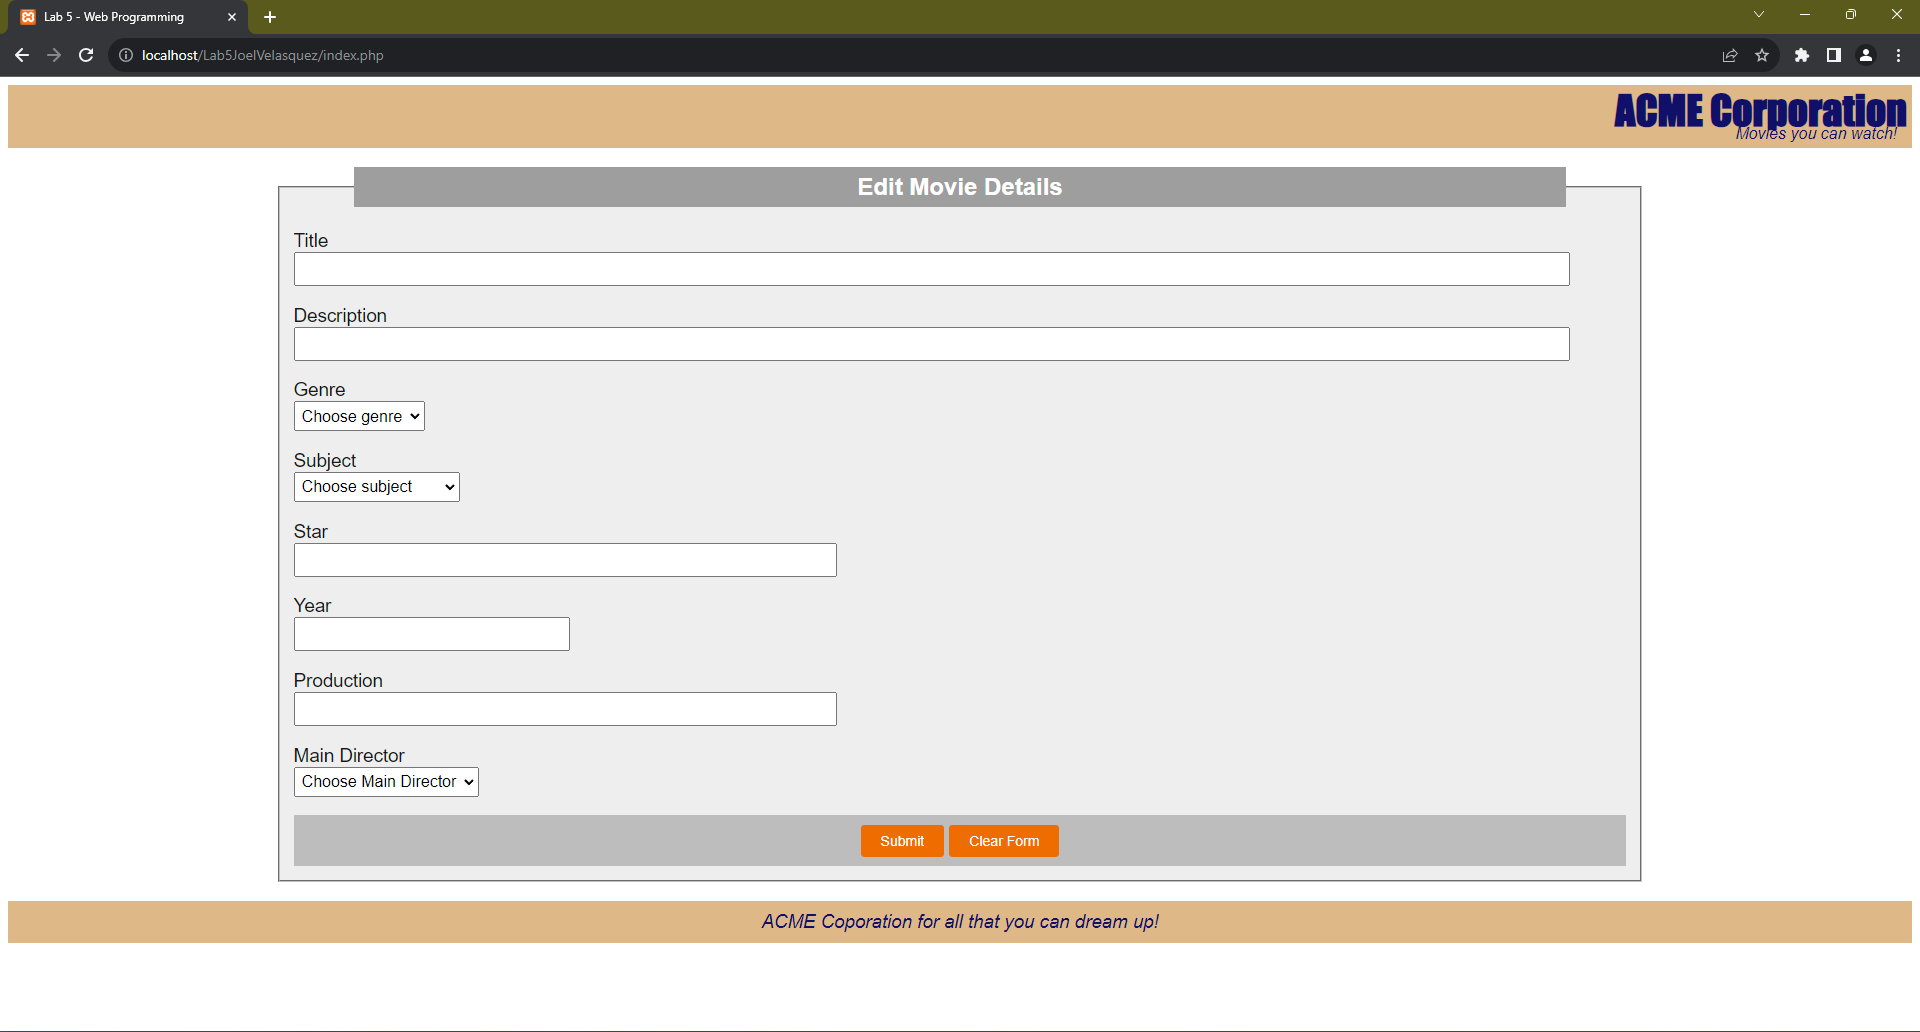 Lab 5 - Web Programming
localhost/Lab5JoelVelasquez/index.php
ACME Corporation
Movies you can watch!
Edit Movie Details
Title
Description
Genre
Choose genre
Subject
Choose subject
Star
Year
Production
Main Director
Choose Main Director
Submit Clear Form
ACME Coporation for all that you can dream up!